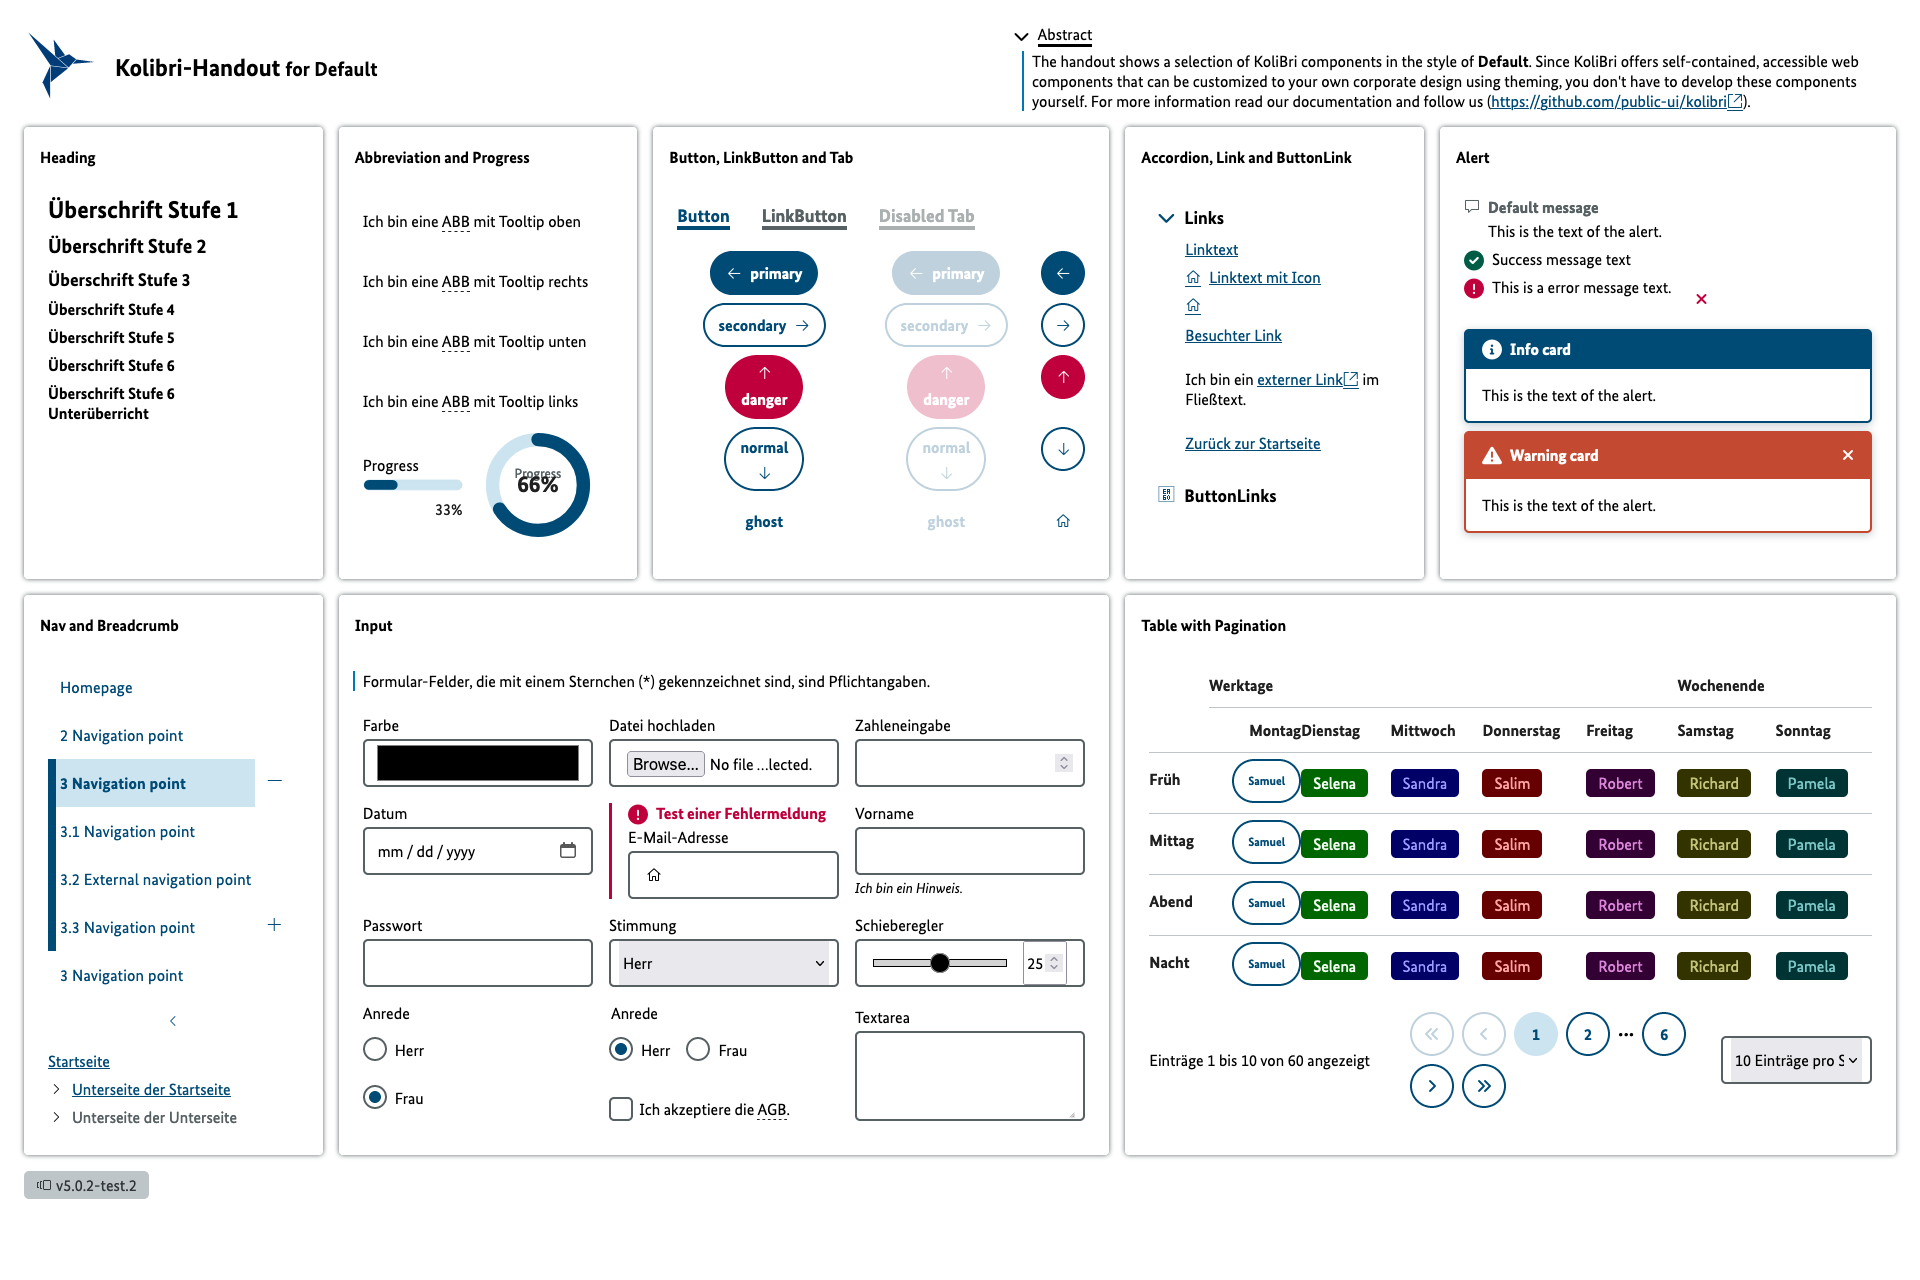 Kolibri-Handout for Default
Abstract
The handout shows a selection of KoliBri components in the style of Default. Since KoliBri offers self-contained, accessible web
components that can be customized to your own corporate design using theming, you don't have to develop these components
yourself. For more information read our documentation and follow us (https://github.com/public-ui/kolibri).
Heading
Überschrift Stufe 1
Überschrift Stufe 2
Überschrift Stufe 3
Überschrift Stufe 4
Überschrift Stufe 5
Überschrift Stufe 6
Überschrift Stufe 6
Unterüberricht
Abbreviation and Progress
Ich bin eine ABB mit Tooltip oben
Ich bin eine ABB mit Tooltip rechts
Ich bin eine ABB mit Tooltip unten
Ich bin eine ABB mit Tooltip links
Progress
33%
Progress
66%
Button, LinkButton and Tab
Button LinkButton Disabled Tab
primary primary
secondary secondary
danger danger
normal normal
ghost ghost
Accordion, Link and ButtonLink
Links
Linktext
Linktext mit Icon
Besuchter Link
Ich bin ein externer Link im
Fließtext.
Zurück zur Startseite
ButtonLinks
Alert
Default message
This is the text of the alert.
Success message text
This is a error message text.
Info card
This is the text of the alert.
Warning card
This is the text of the alert.
Nav and Breadcrumb
Homepage
2 Navigation point
3 Navigation point
3.1 Navigation point
3.2 External navigation point
3.3 Navigation point
3 Navigation point
Startseite
Unterseite der Startseite
Unterseite der Unterseite
Input
Formular-Felder, die mit einem Sternchen (*) gekennzeichnet sind, sind Pflichtangaben.
Farbe
Datei hochladen
Browse... No file ...lected.
Zahleneingabe
Datum
mm / dd / yyyy
Test einer Fehlermeldung
E-Mail-Adresse
Vorname
Ich bin ein Hinweis.
Passwort
Stimmung
Herr
Schieberegler
25
Anrede
Herr
Frau
Anrede
Herr Frau
Ich akzeptiere die AGB.
Textarea
Table with Pagination
Werktage Wochenende
Montag Dienstag Mittwoch Donnerstag Freitag Samstag Sonntag
Früh Samuel Selena Sandra Salim Robert Richard Pamela
Mittag Samuel Selena Sandra Salim Robert Richard Pamela
Abend Samuel Selena Sandra Salim Robert Richard Pamela
Nacht Samuel Selena Sandra Salim Robert Richard Pamela
Einträge 1 bis 10 von 60 angezeigt
1 2 ... 6
10 Einträge pro S
v5.0.2-test.2